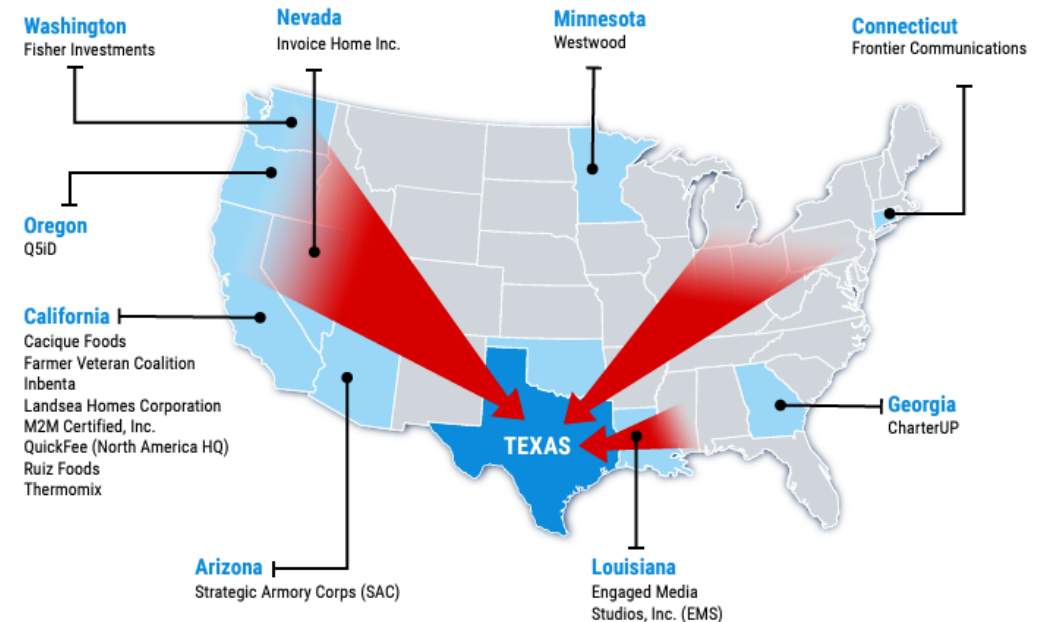 Washington
Fisher Investments
Nevada
Invoice Home Inc.
Minnesota
Westwood
Connecticut
Frontier Communications
Oregon
Q5iD
California
Cacique Foods
Farmer Veteran Coalition
Inbenta
Landsea Homes Corporation
M2M Certified, Inc.
QuickFee (North America HQ)
Ruiz Foods
Thermomix
TEXAS
Georgia
CharterUP
Arizona
Strategic Armory Corps (SAC)
Louisiana
Engaged Media
Studios, Inc. (EMS)